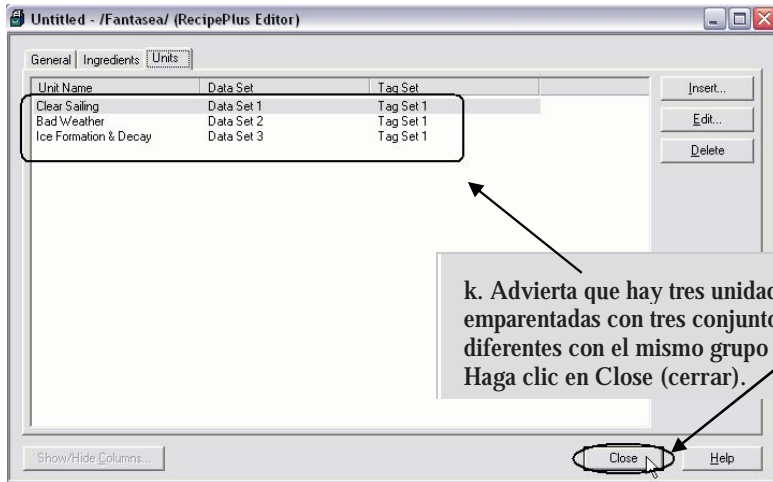 Untitled - /Fantasea/ (RecipePlus Editor)
General Ingredients Units
Unit Name Data Set Tag Set
Clear Sailing Data Set 1 Tag Set 1
Bad Weather Data Set 2 Tag Set 1
Ice Formation & Decay Data Set 3 Tag Set 1
Insert...
Edit...
Delete
k. Advierta que hay tres unidad
emparentadas con tres conjunto
diferentes con el mismo grupo
Haga clic en Close (cerrar).
Show/Hide Columns... Close Help